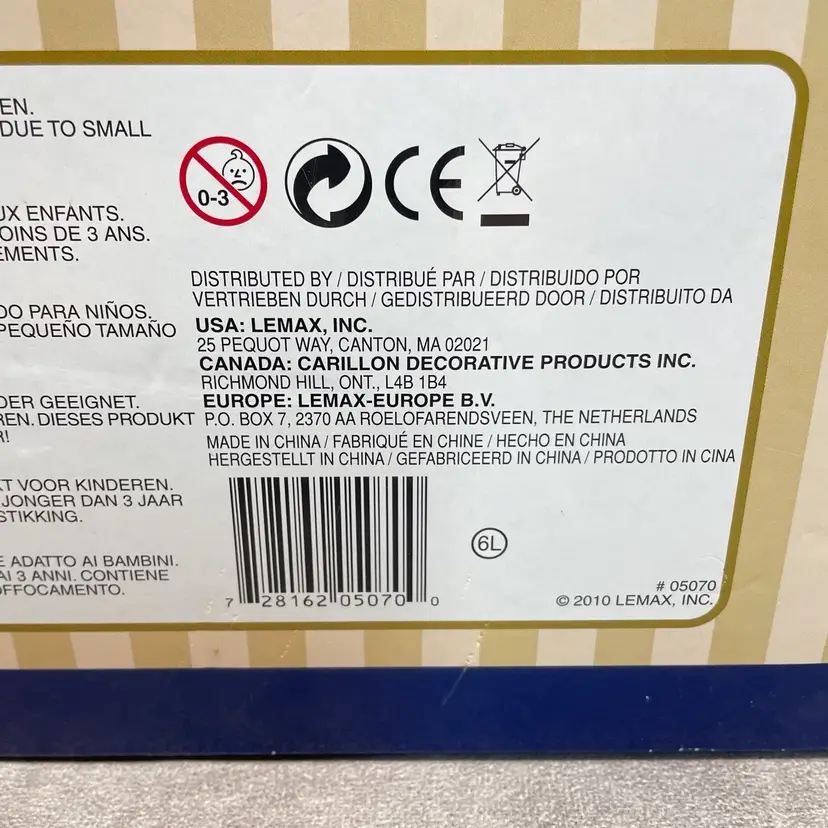 EN.
DUE TO SMALL
UX ENFANTS.
OINS DE 3 ANS.
EMENTS.
DO PARA NIÑOS.
PEQUEÑO TAMAÑO
DER GEEIGNET.
REN. DIESES PRODUKT
R!
KT VOOR KINDEREN.
JONGER DAN 3 JAAR
STIKKING.
E ADATTO AI BAMBINI.
AI 3 ANNI. CONTIENE
OFFOCAMENTO.
0-3
CE
DISTRIBUTED BY / DISTRIBUÉ PAR / DISTRIBUIDO POR
VERTRIEBEN DURCH / GEDISTRIBUEERD DOOR / DISTRIBUITO DA
USA: LEMAX, INC.
25 PEQUOT WAY, CANTON, MA 02021
CANADA: CARILLON DECORATIVE PRODUCTS INC.
RICHMOND HILL, ONT., L4B 1B4
EUROPE: LEMAX-EUROPE B.V.
P.O. BOX 7, 2370 AA ROELOFARENDSVEEN, THE NETHERLANDS
MADE IN CHINA / FABRIQUÉ EN CHINE / HECHO EN CHINA
HERGESTELLT IN CHINA / GEFABRICEERD IN CHINA / PRODOTTO IN CINA
7 28162 05070 0
6L
# 05070
© 2010 LEMAX, INC.